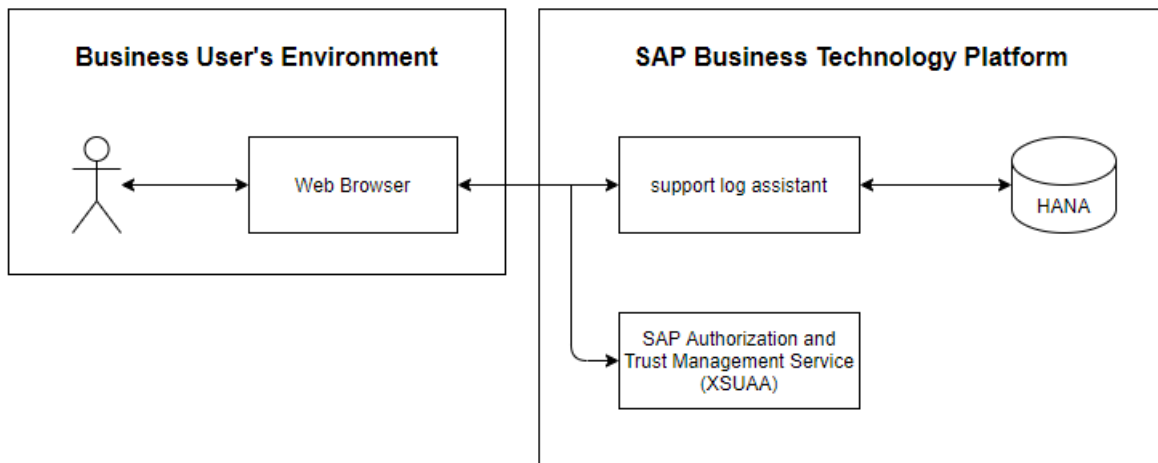 Business User's Environment
SAP Business Technology Platform
Web Browser
support log assistant
HANA
SAP Authorization and
Trust Management Service
(XSUAA)